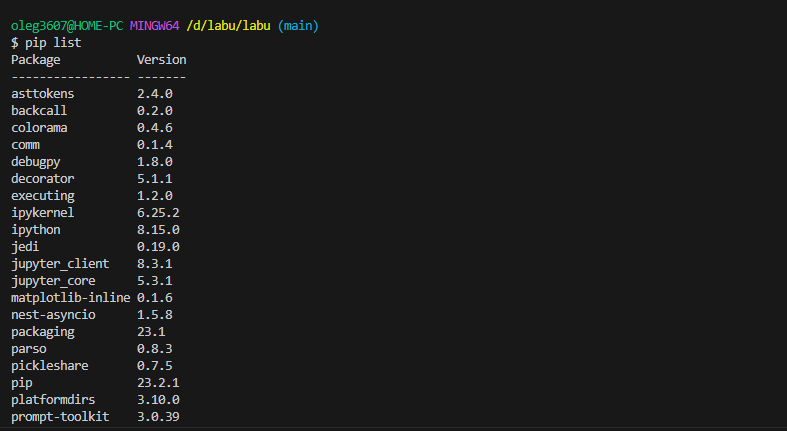 oleg3607@HOME-PC MINGW64 /d/labu/labu (main)
$ pip list
Package           Version
----------------- -------
asttokens         2.4.0
backcall          0.2.0
colorama          0.4.6
comm              0.1.4
debugpy           1.8.0
decorator         5.1.1
executing         1.2.0
ipykernel         6.25.2
ipython           8.15.0
jedi              0.19.0
jupyter_client    8.3.1
jupyter_core      5.3.1
matplotlib-inline 0.1.6
nest-asyncio      1.5.8
packaging         23.1
parso             0.8.3
pickleshare       0.7.5
pip               23.2.1
platformdirs      3.10.0
prompt-toolkit    3.0.39